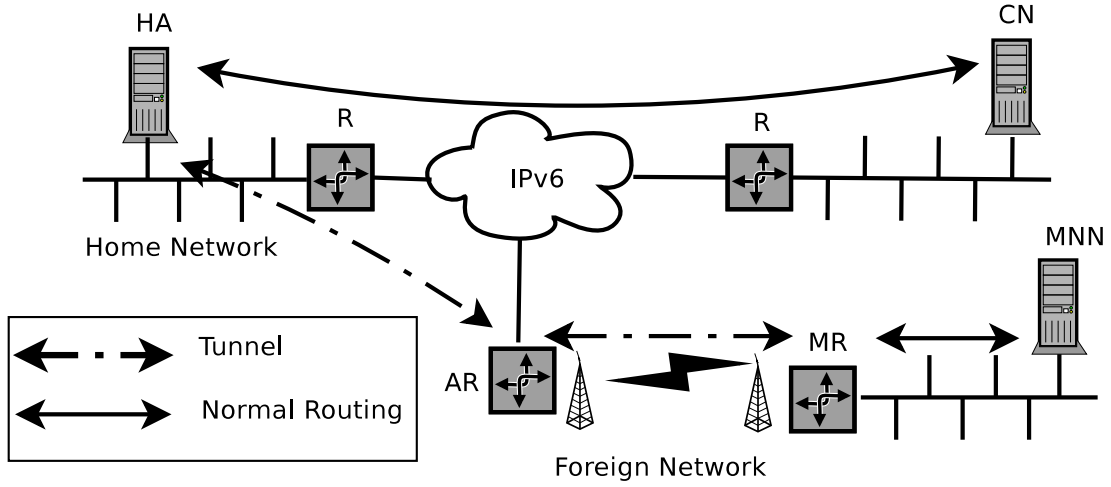 HA
CN
R
R
IPv6
Home Network
MNN
Tunnel
MR
AR
Normal Routing
Foreign Network